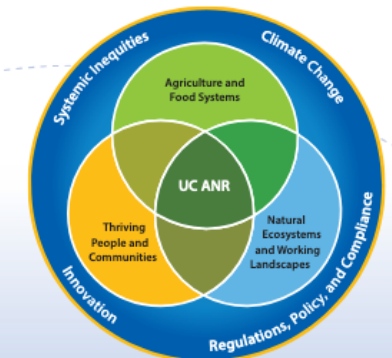 Systemic Inequities
Climate Change
Agriculture and
Food Systems
UC ANR
Thriving
People and
Communities
Natural
Ecosystems
and Working
Landscapes
Innovation
Regulations, Policy, and Compliance